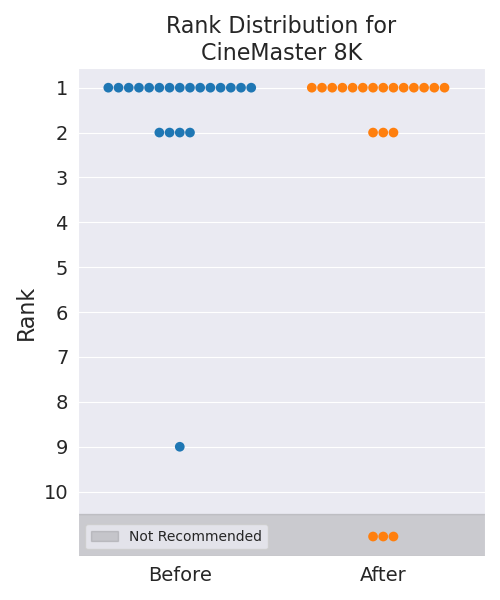 Rank Distribution for
CineMaster 8K
Rank
1
2
3
4
5
6
7
8
9
10
Not Recommended
Before
After